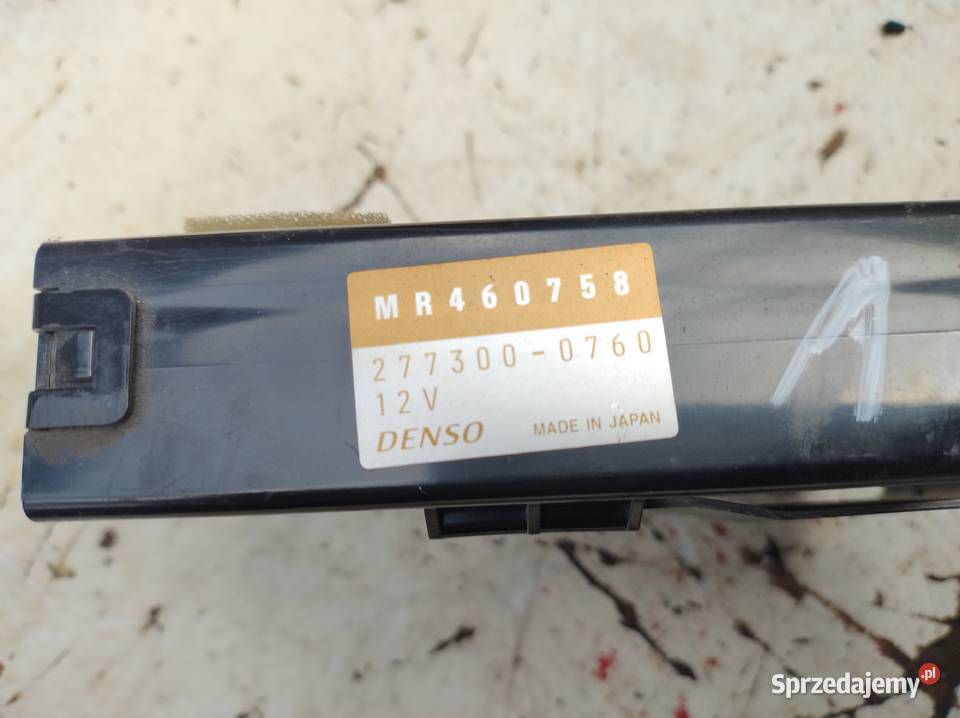 MR460758
277300-0760
12V
DENSO MADE IN JAPAN
Sprzedajemy.pl